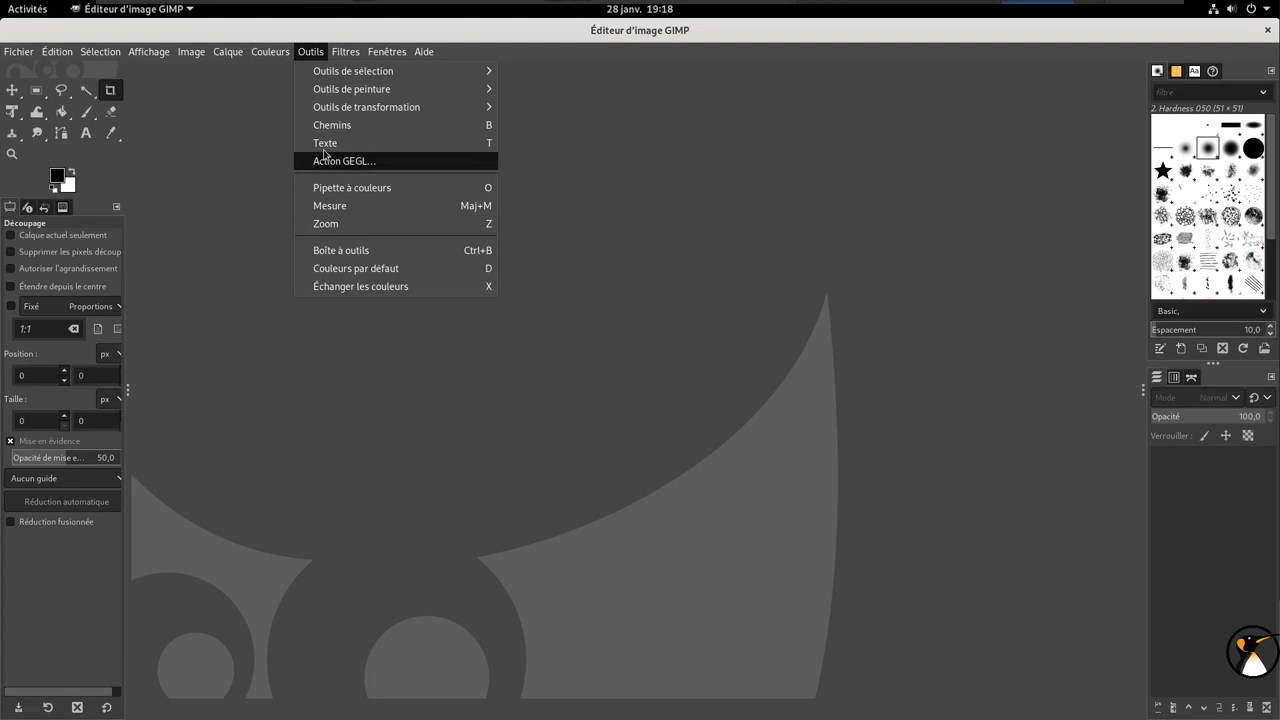 Activités
Éditeur d'image GIMP
28 janv. 19:18
Éditeur d'image GIMP
Fichier Édition Sélection Affichage Image Calque Couleurs Outils Filtres Fenêtres Aide
Outils de sélection
Outils de peinture
Outils de transformation
Chemins B
Texte T
Action GEGL...
Pipette à couleurs O
Mesure Maj+M
Zoom Z
Boîte à outils Ctrl+B
Couleurs par défaut D
Échanger les couleurs X
Découpage
Calque actuel seulement
Supprimer les pixels découp
Autoriser l'agrandissement
Étendre depuis le centre
Fixé Proportions
1:1
Position :
px
0 0
Taille :
px
0 0
Mise en évidence
Opacité de mise e... 50,0
Aucun guide
Réduction automatique
Réduction fusionnée
Aa
filtre
2. Hardness 050 (51 × 51)
Basic,
Espacement 10,0
Mode Normal
Opacité 100,0
Verrouiller :